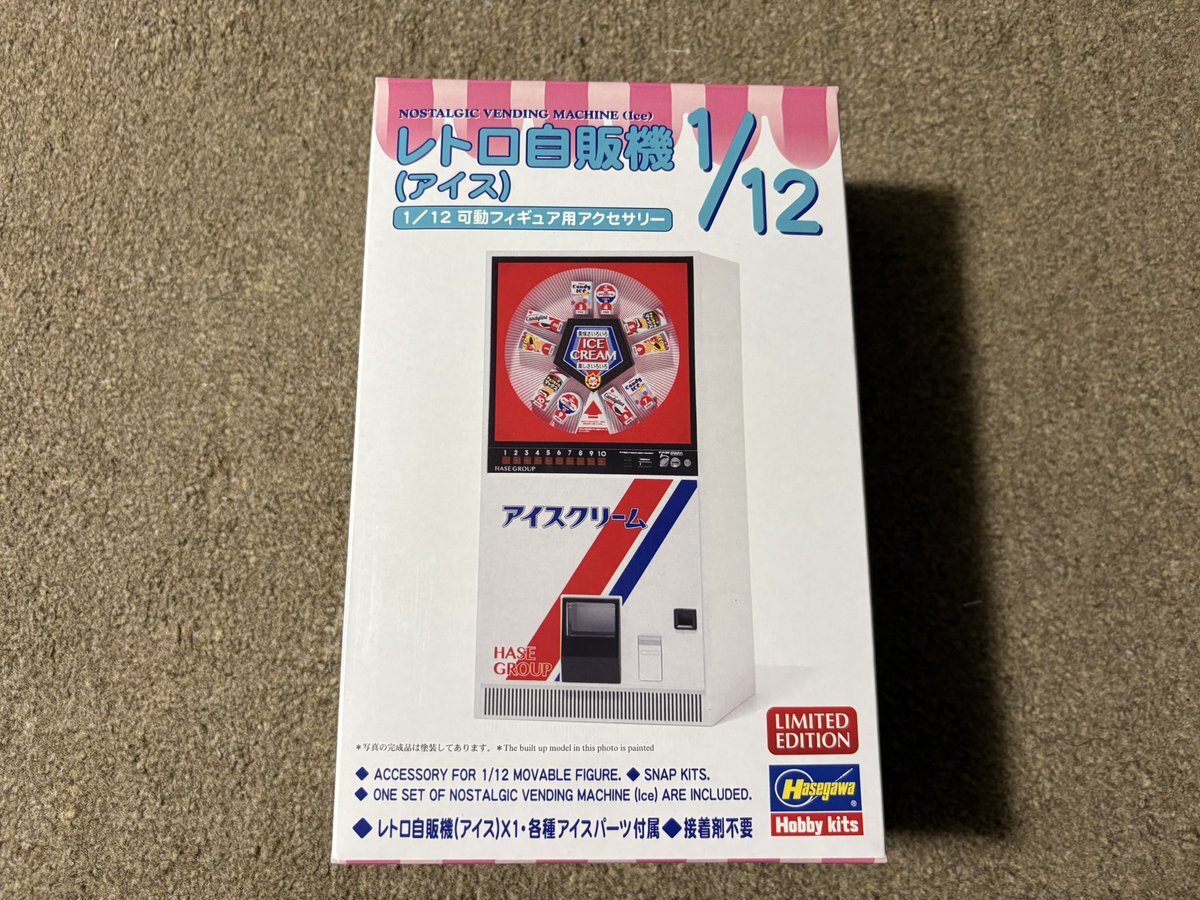 NOSTALGIC VENDING MACHINE (Ice)
レトロ自販機
(アイス)
1/12
1/12 可動フィギュア用アクセサリー
Candy ICE
ICE
CREAM
1 2 3 4 5 6 7 8 9 10
HASE GROUP
アイスクリーム
HASE
GROUP
LIMITED
EDITION
*写真の完成品は塗装してあります。*The built up model in this photo is painted
◆ ACCESSORY FOR 1/12 MOVABLE FIGURE. ◆ SNAP KITS.
◆ ONE SET OF NOSTALGIC VENDING MACHINE (Ice) ARE INCLUDED.
◆ レトロ自販機(アイス)X1・各種アイスパーツ付属 ◆接着剤不要
Hasegawa
Hobby kits